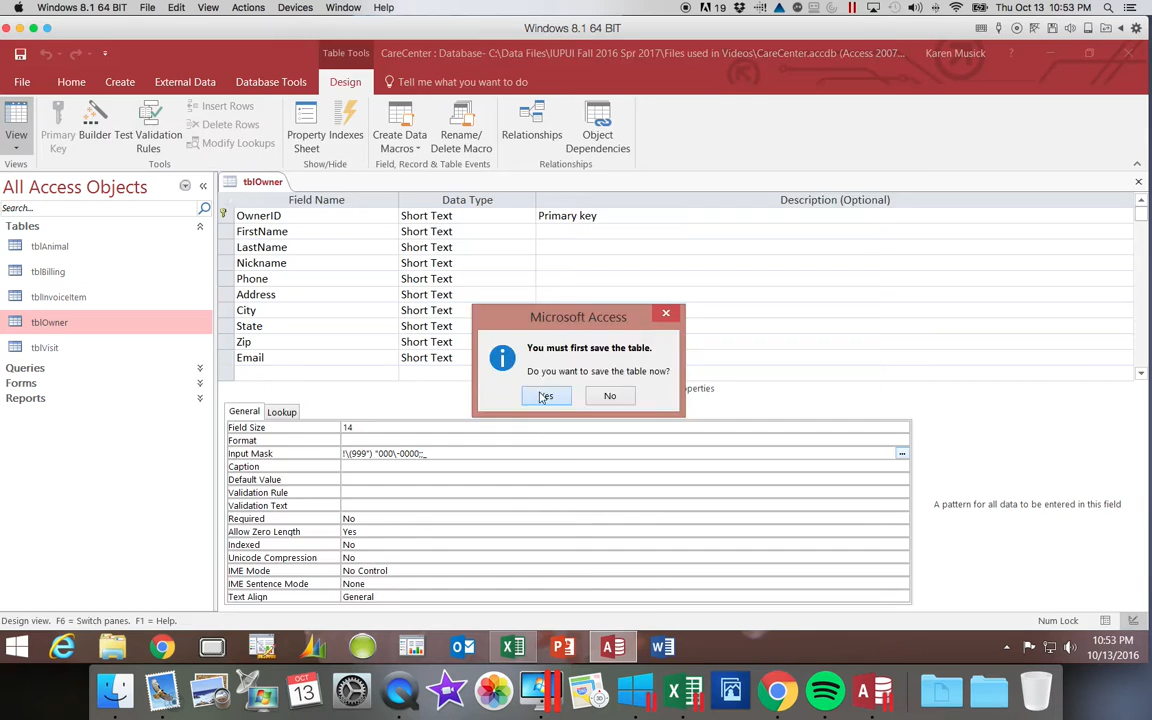 Windows 8.1 64 BIT File Edit View Actions Devices Window Help 19 Thu Oct 13 10:53 PM
Windows 8.1 64 BIT
Table Tools CareCenter : Database- C:\Data Files\IUPUI Fall 2016 Spr 2017\Files used in Videos\CareCenter.accdb (Access 2007... Karen Musick ?
File Home Create External Data Database Tools Design Tell me what you want to do
View
Primary Key
Builder
Test Validation Rules
Insert Rows
Delete Rows
Modify Lookups
Property Sheet
Indexes
Create Data Macros
Rename/ Delete Macro
Relationships
Object Dependencies
Views Tools Show/Hide Field, Record & Table Events Relationships
All Access Objects
Search...
Tables
tblAnimal
tblBilling
tblInvoiceItem
tblOwner
tblVisit
Queries
Forms
Reports
tblOwner
Field Name Data Type Description (Optional)
OwnerID Short Text Primary key
FirstName Short Text
LastName Short Text
Nickname Short Text
Phone Short Text
Address Short Text
City Short Text
State Short Text
Zip Short Text
Email Short Text
Microsoft Access
You must first save the table.
Do you want to save the table now?
Yes No
operties
General Lookup
Field Size 14
Format
Input Mask !\(999") "000\-0000;;_
Caption
Default Value
Validation Rule
Validation Text
Required No
Allow Zero Length Yes
Indexed No
Unicode Compression No
IME Mode No Control
IME Sentence Mode None
Text Align General
A pattern for all data to be entered in this field
Design view. F6 = Switch panes. F1 = Help. Num Lock
10:53 PM
10/13/2016
OCT
13